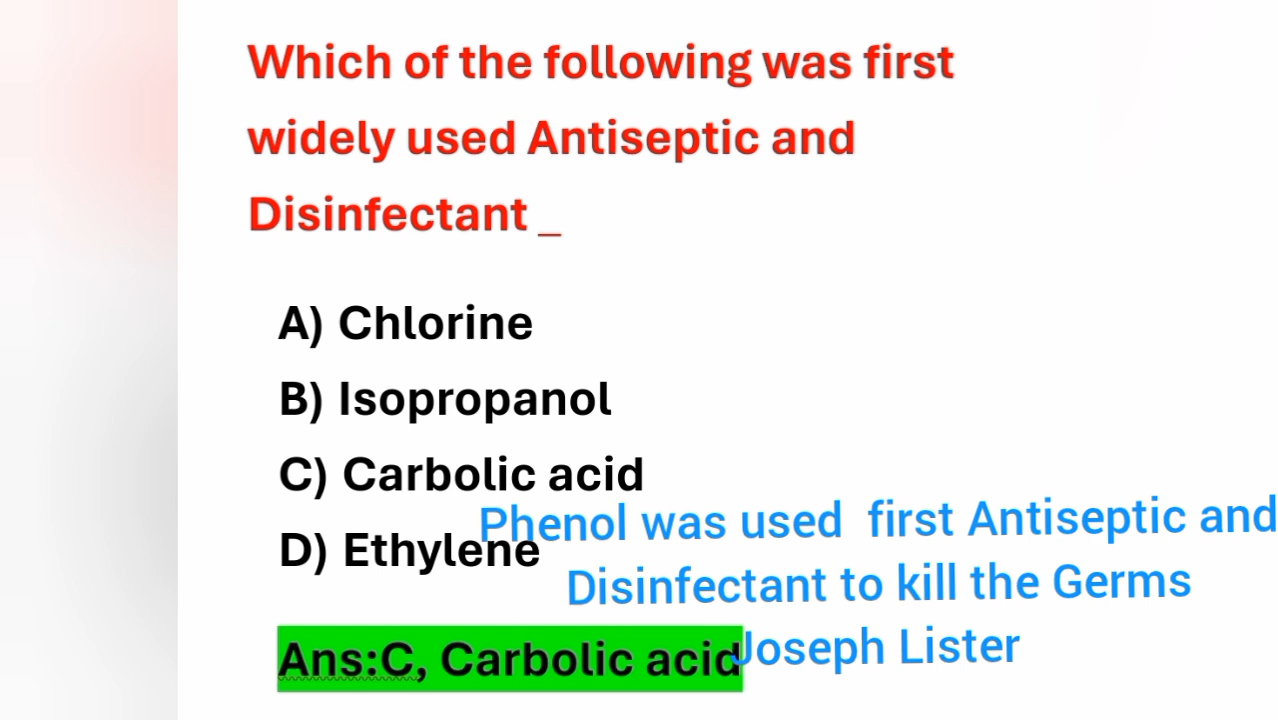 Which of the following was first
widely used Antiseptic and
Disinfectant _
A) Chlorine
B) Isopropanol
C) Carbolic acid
D) Ethylene
Phenol was used first Antiseptic and
Disinfectant to kill the Germs
Joseph Lister
Ans:C, Carbolic acid